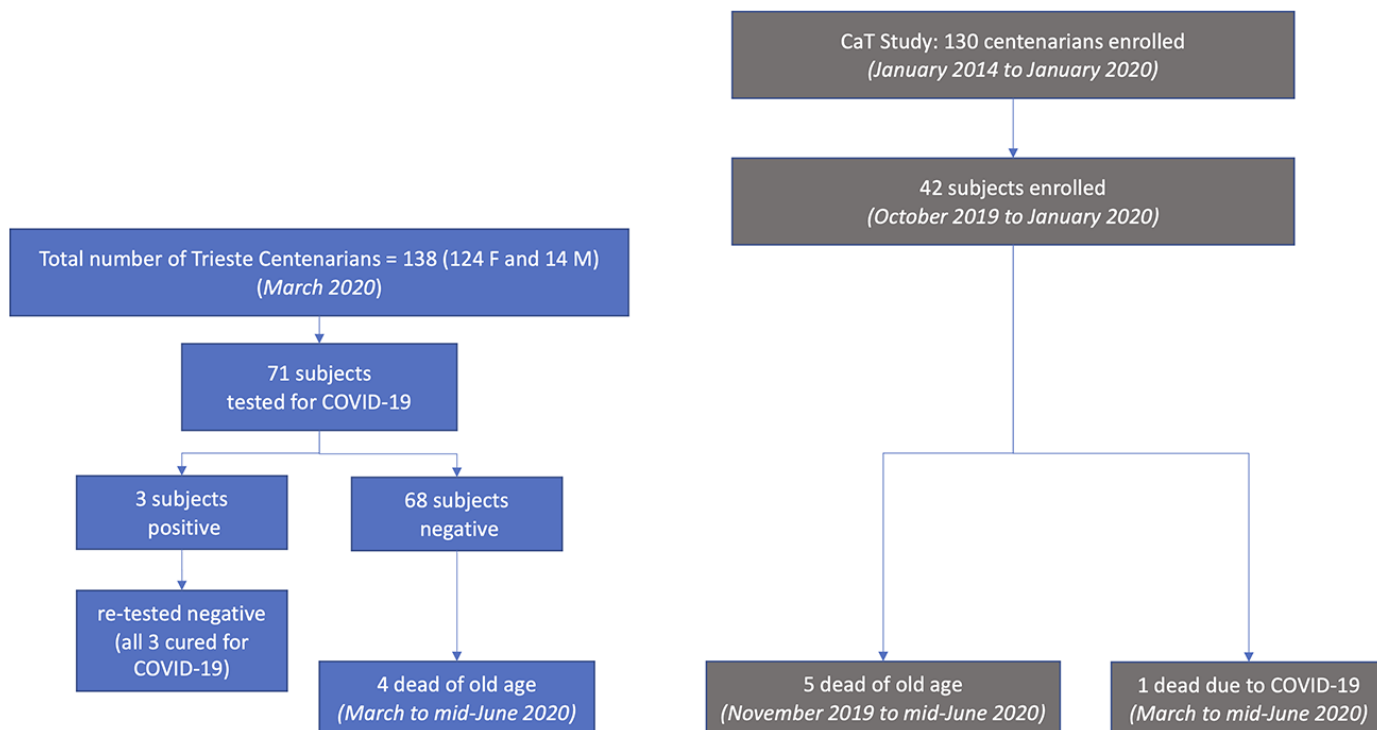 CaT Study: 130 centenarians enrolled
(January 2014 to January 2020)
42 subjects enrolled
(October 2019 to January 2020)
Total number of Trieste Centenarians = 138 (124 F and 14 M)
(March 2020)
71 subjects
tested for COVID-19
3 subjects
positive
68 subjects
negative
re-tested negative
(all 3 cured for
COVID-19)
4 dead of old age
(March to mid-June 2020)
5 dead of old age
(November 2019 to mid-June 2020)
1 dead due to COVID-19
(March to mid-June 2020)